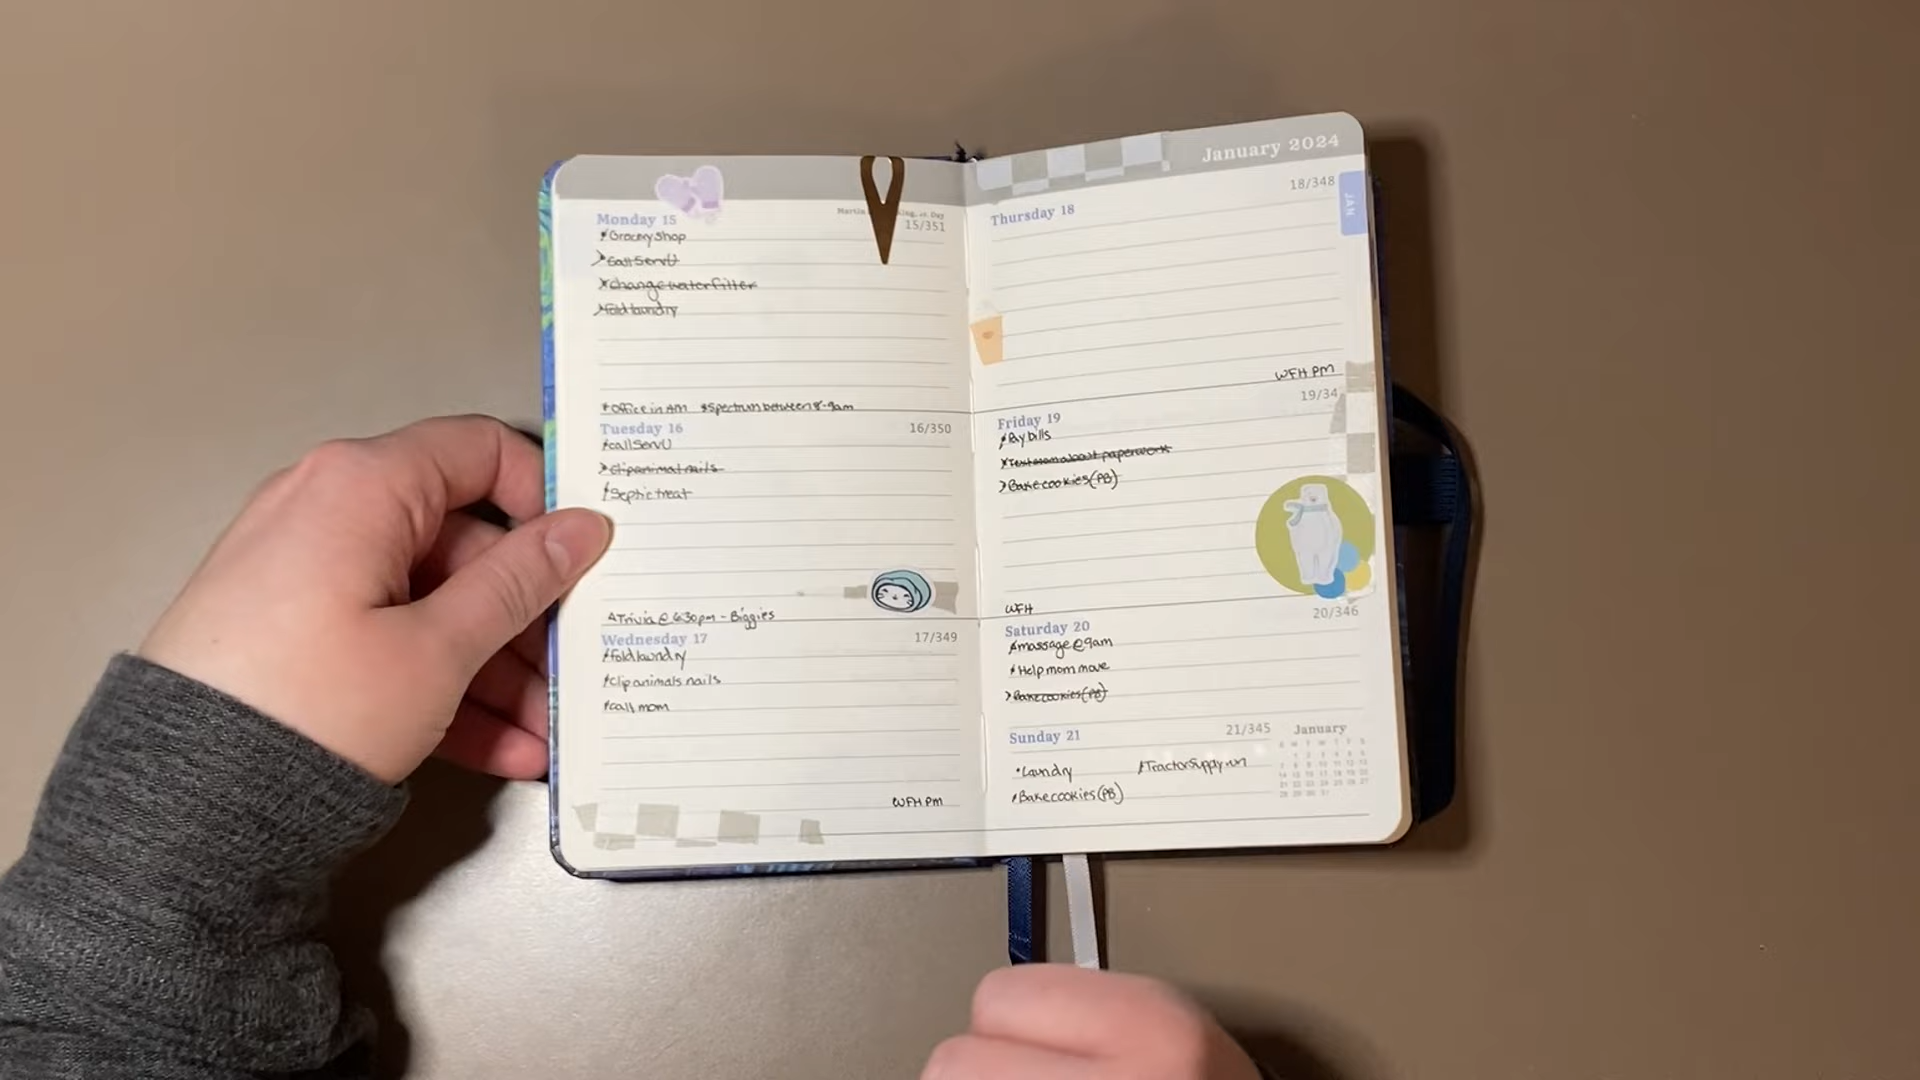 Monday 15
15/351
Grocery Shop
Call ServU
Change water filter
Fold laundry
*Office in AM *Spectrum between 8-9am
Tuesday 16
16/350
call ServU
Clip animal nails
Septic treat
Trivia @ 6:30pm - Biggies
Wednesday 17
17/349
fold laundry
Clip animals nails
call mom
WFH PM
January 2024
18/348
JAN
Thursday 18
WFH PM
19/34
Friday 19
Pay bills
Bake cookies (PB)
WFH
20/346
Saturday 20
massage @ 9am
Help mom move
Bake cookies (PB)
Sunday 21
21/345
January
•Laundry
Tractor Supply run
Bake cookies (PB)